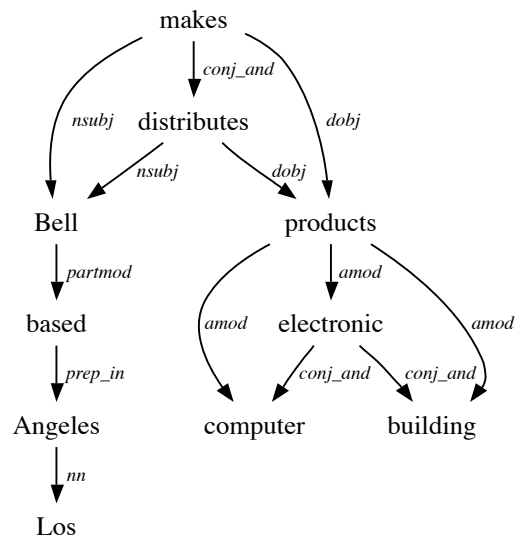 makes
conj_and
nsubj distributes dobj
nsubj dobj
Bell products
partmod amod
based amod electronic amod
prep_in conj_and conj_and
Angeles computer building
nn
Los